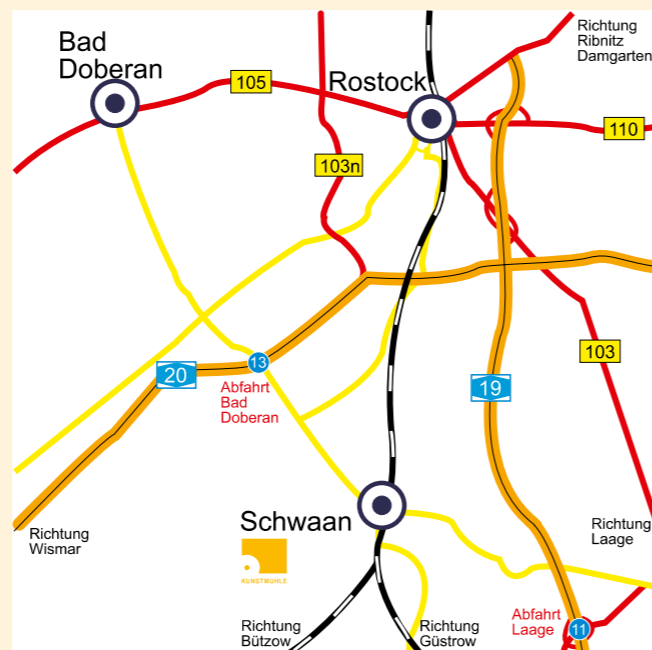 Bad
Doberan
105
Rostock
Richtung
Ribnitz
Damgarten
110
103n
103
20
13
Abfahrt
Bad
Doberan
19
Richtung
Wismar
Schwaan
KUNSTMÜHLE
Richtung
Laage
Richtung
Bützow
Richtung
Güstrow
Abfahrt
Laage
11